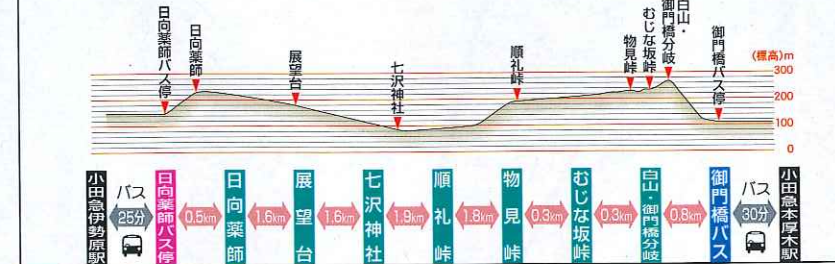 日向薬師バス停
日向薬師
展望台
七沢神社
順礼峠
物見峠
むじな坂峠
白山・
御門橋分岐
御門橋バス停
(標高)m
300
200
100
0
小田急伊勢原駅
バス
25分
日向薬師バス停
0.5km
日向薬師
1.6km
展望台
1.6km
七沢神社
1.9km
順礼峠
1.8km
物見峠
0.3km
むじな坂峠
0.3km
白山・御門橋分岐
0.8km
御門橋バス
バス
30分
小田急本厚木駅